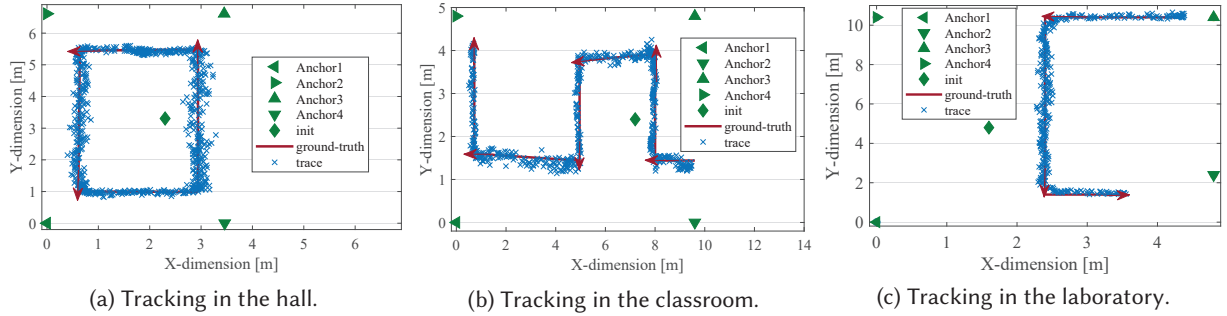 6
5
4
3
2
1
0
Y-dimension [m]
Anchor1
Anchor2
Anchor3
Anchor4
init
ground-truth
trace
0 1 2 3 4 5 6
X-dimension [m]
(a) Tracking in the hall.
5
4
3
2
1
0
Y-dimension [m]
Anchor1
Anchor2
Anchor3
Anchor4
init
ground-truth
trace
0 2 4 6 8 10 12 14
X-dimension [m]
(b) Tracking in the classroom.
10
8
6
4
2
0
Y-dimension [m]
Anchor1
Anchor2
Anchor3
Anchor4
init
ground-truth
trace
0 1 2 3 4
X-dimension [m]
(c) Tracking in the laboratory.